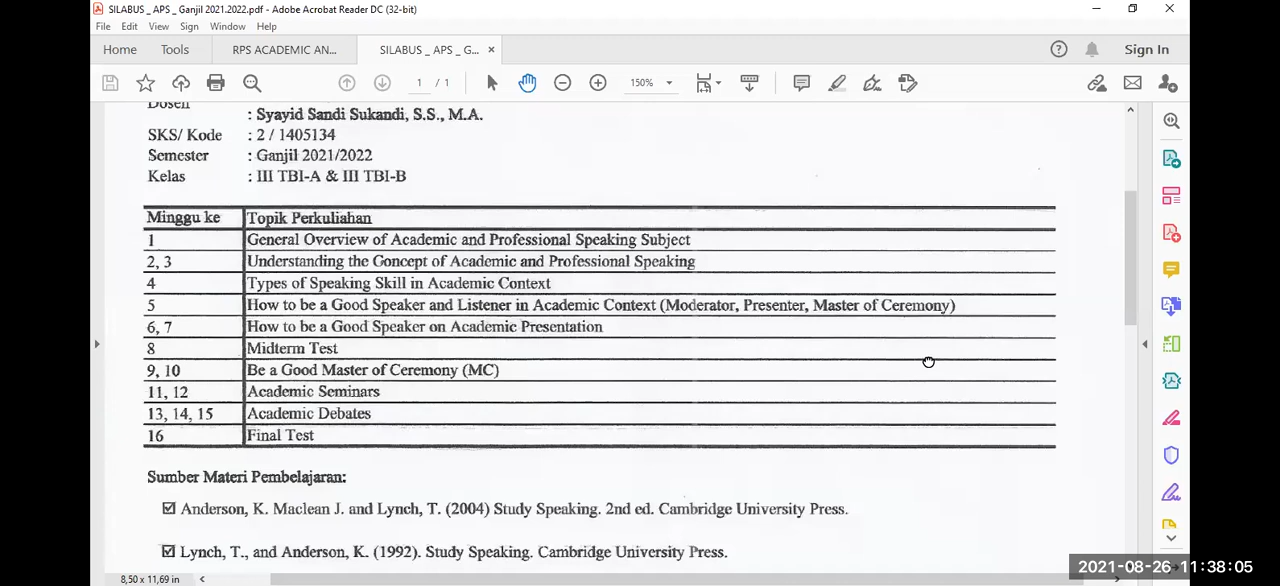 SILABUS _ APS _ Ganjil 2021.2022.pdf - Adobe Acrobat Reader DC (32-bit)
File Edit View Sign Window Help
Home Tools RPS ACADEMIC AN... SILABUS _ APS _ G... ×
Sign In
1 / 1 150%
Dosen : Syayid Sandi Sukandi, S.S., M.A.
SKS/ Kode : 2 / 1405134
Semester : Ganjil 2021/2022
Kelas : III TBI-A & III TBI-B
Minggu ke Topik Perkuliahan
1 General Overview of Academic and Professional Speaking Subject
2, 3 Understanding the Concept of Academic and Professional Speaking
4 Types of Speaking Skill in Academic Context
5 How to be a Good Speaker and Listener in Academic Context (Moderator, Presenter, Master of Ceremony)
6, 7 How to be a Good Speaker on Academic Presentation
8 Midterm Test
9, 10 Be a Good Master of Ceremony (MC)
11, 12 Academic Seminars
13, 14, 15 Academic Debates
16 Final Test
Sumber Materi Pembelajaran:
☑ Anderson, K. Maclean J. and Lynch, T. (2004) Study Speaking. 2nd ed. Cambridge University Press.
☑ Lynch, T., and Anderson, K. (1992). Study Speaking. Cambridge University Press.
8,50 x 11,69 in
2021-08-26 11:38:05